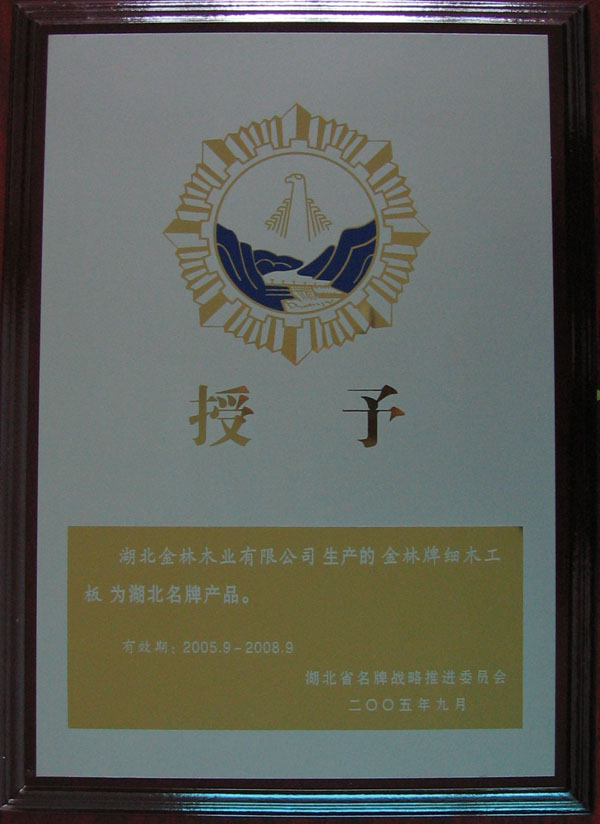 授 予
湖北金林木业有限公司生产的金林牌细木工
板为湖北名牌产品。
有效期：2005.9-2008.9
湖北省名牌战略推进委员会
二〇〇五年九月